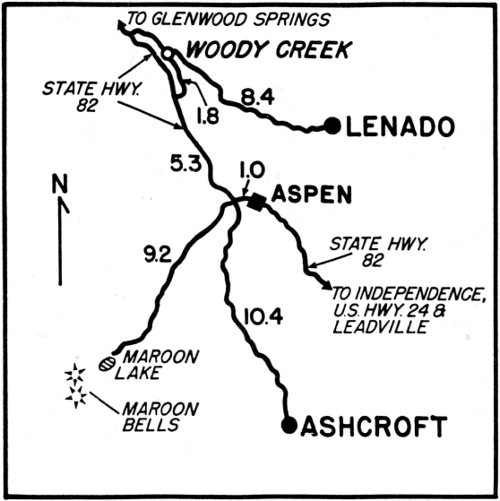 TO GLENWOOD SPRINGS
WOODY CREEK
STATE HWY.
82
1.8
8.4
LENADO
5.3
1.0
N
ASPEN
STATE HWY.
82
9.2
TO INDEPENDENCE,
U.S. HWY. 24 &
LEADVILLE
10.4
MAROON
LAKE
MAROON
BELLS
ASHCROFT